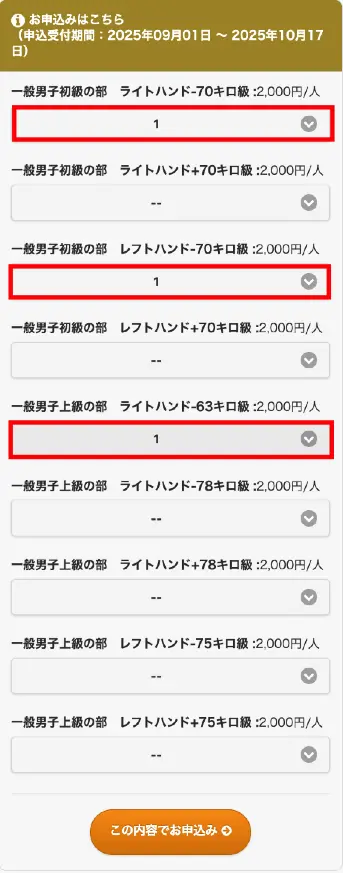 お申込みはこちら
（申込受付期間：2025年09月01日 〜 2025年10月17
日）
一般男子初級の部　ライトハンド-70キロ級 :2,000円/人
1
一般男子初級の部　ライトハンド+70キロ級 :2,000円/人
--
一般男子初級の部　レフトハンド-70キロ級 :2,000円/人
1
一般男子初級の部　レフトハンド+70キロ級 :2,000円/人
--
一般男子上級の部　ライトハンド-63キロ級 :2,000円/人
1
一般男子上級の部　ライトハンド-78キロ級 :2,000円/人
--
一般男子上級の部　ライトハンド+78キロ級 :2,000円/人
--
一般男子上級の部　レフトハンド-75キロ級 :2,000円/人
--
一般男子上級の部　レフトハンド+75キロ級 :2,000円/人
--
この内容でお申込み